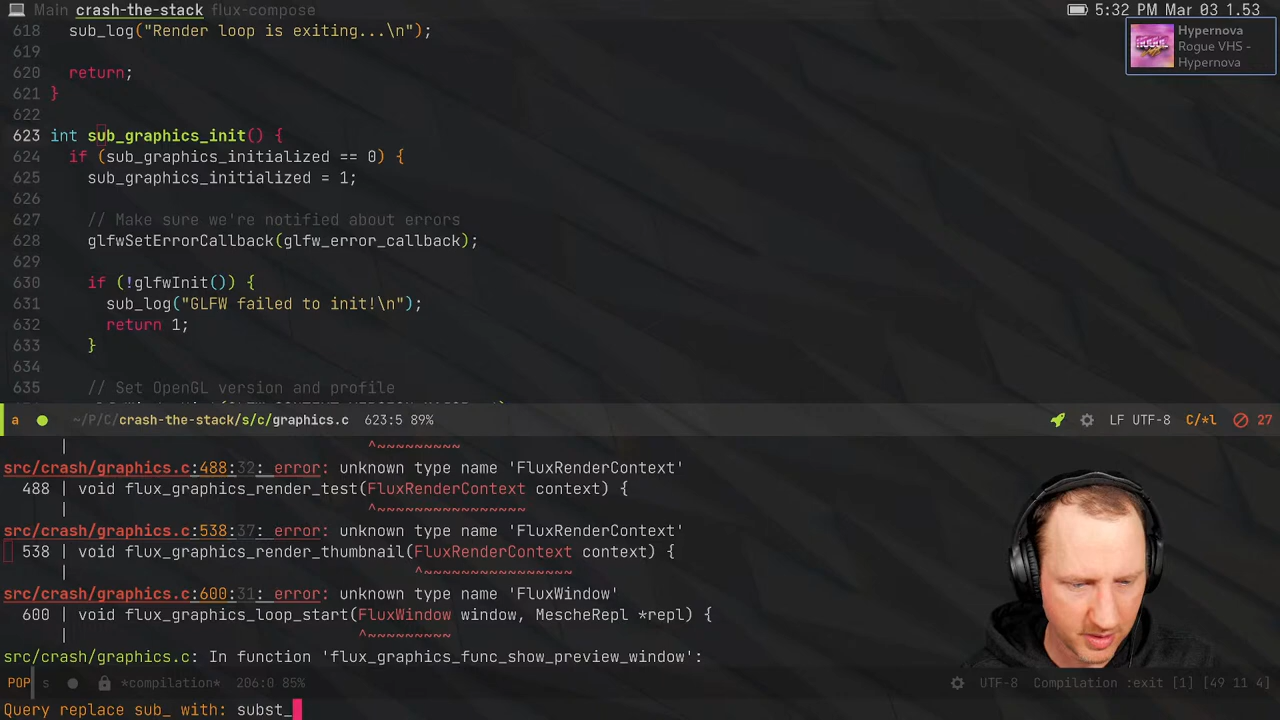 Main crash-the-stack flux-compose 5:32 PM Mar 03 1.53
Hypernova
Rogue VHS -
Hypernova
618 sub_log("Render loop is exiting...\n");
619
620 return;
621 }
622
623 int sub_graphics_init() {
624 if (sub_graphics_initialized == 0) {
625 sub_graphics_initialized = 1;
626
627 // Make sure we're notified about errors
628 glfwSetErrorCallback(glfw_error_callback);
629
630 if (!glfwInit()) {
631 sub_log("GLFW failed to init!\n");
632 return 1;
633 }
634
635 // Set OpenGL version and profile
a ~/P/C/crash-the-stack/s/c/graphics.c 623:5 89% LF UTF-8 C/*l 27
| ^~~~~~~~~~
src/crash/graphics.c:488:32: error: unknown type name 'FluxRenderContext'
488 | void flux_graphics_render_test(FluxRenderContext context) {
| ^~~~~~~~~~~~~~~~~
src/crash/graphics.c:538:37: error: unknown type name 'FluxRenderContext'
538 | void flux_graphics_render_thumbnail(FluxRenderContext context) {
| ^~~~~~~~~~~~~~~~~
src/crash/graphics.c:600:31: error: unknown type name 'FluxWindow'
600 | void flux_graphics_loop_start(FluxWindow window, MescheRepl *repl) {
| ^~~~~~~~~~
src/crash/graphics.c: In function 'flux_graphics_func_show_preview_window':
POP s *compilation* 206:0 85% UTF-8 Compilation :exit [1] [49 11 4]
Query replace sub_ with: subst_